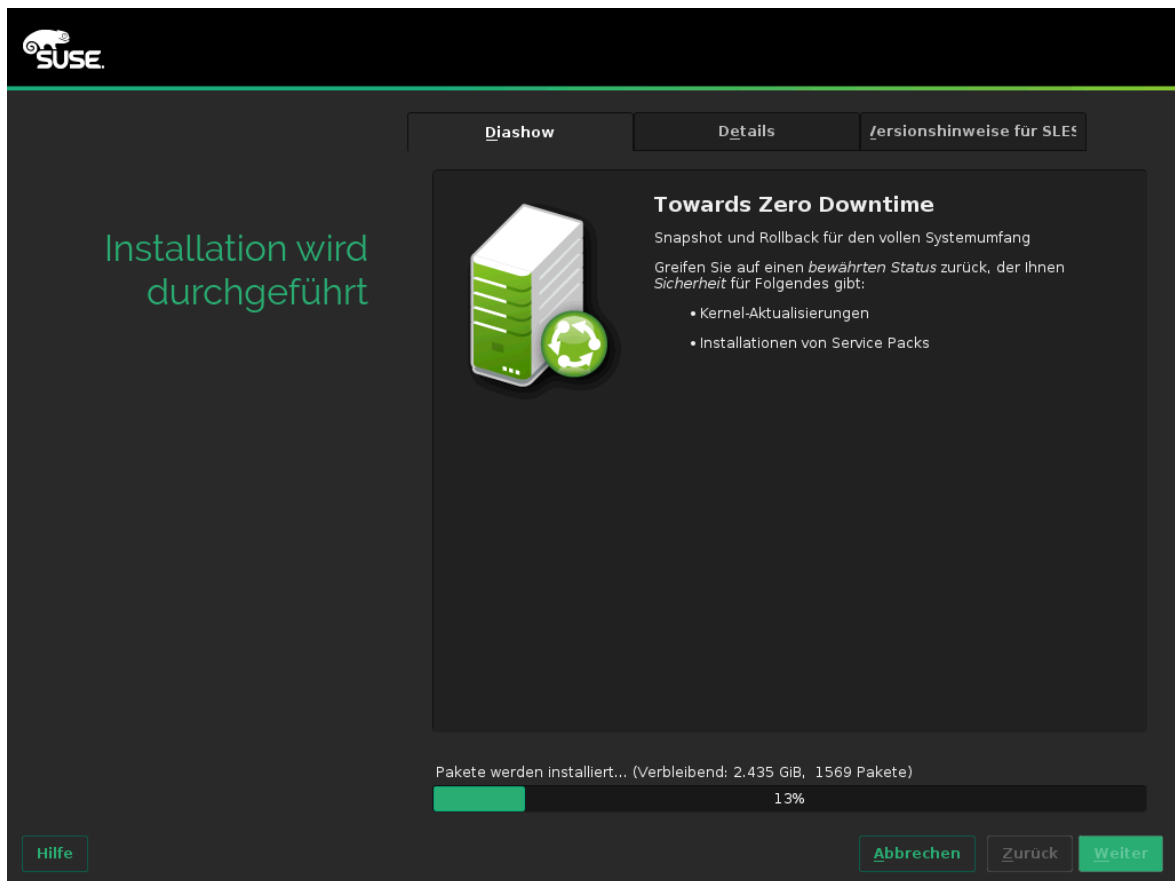 SUSE.
Diashow
Details
Versionshinweise für SLES
Installation wird
durchgeführt
Towards Zero Downtime
Snapshot und Rollback für den vollen Systemumfang
Greifen Sie auf einen bewährten Status zurück, der Ihnen
Sicherheit für Folgendes gibt:
• Kernel-Aktualisierungen
• Installationen von Service Packs
Pakete werden installiert... (Verbleibend: 2.435 GiB, 1569 Pakete)
13%
Hilfe
Abbrechen
Zurück
Weiter